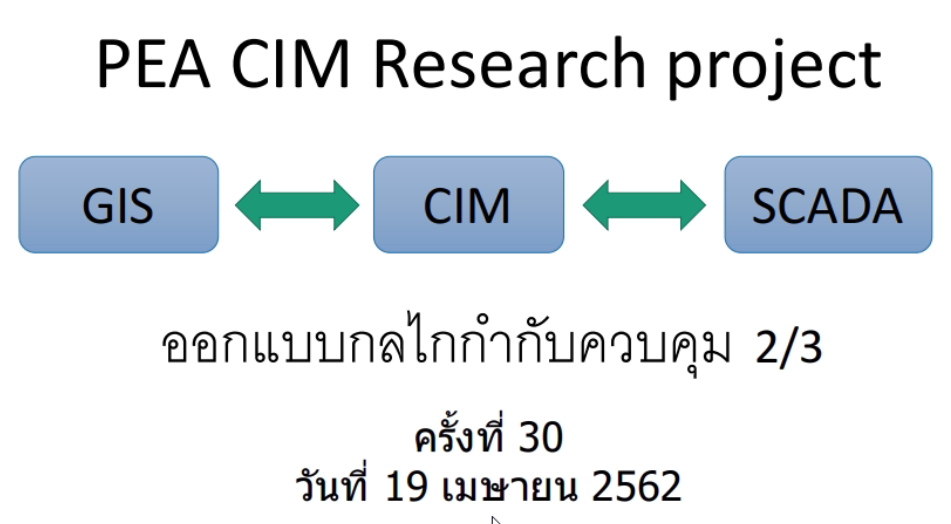 PEA CIM Research project
GIS CIM SCADA
ออกแบบกลไกกำกับควบคุม 2/3
ครั้งที่ 30
วันที่ 19 เมษายน 2562